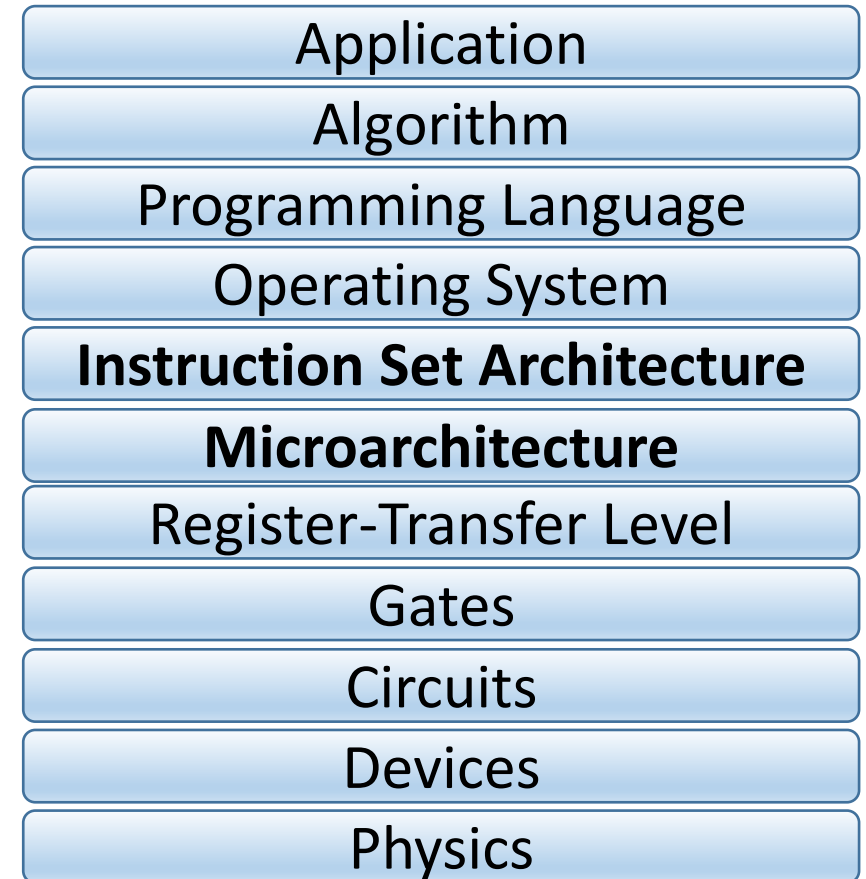 Application
Algorithm
Programming Language
Operating System
Instruction Set Architecture
Microarchitecture
Register-Transfer Level
Gates
Circuits
Devices
Physics